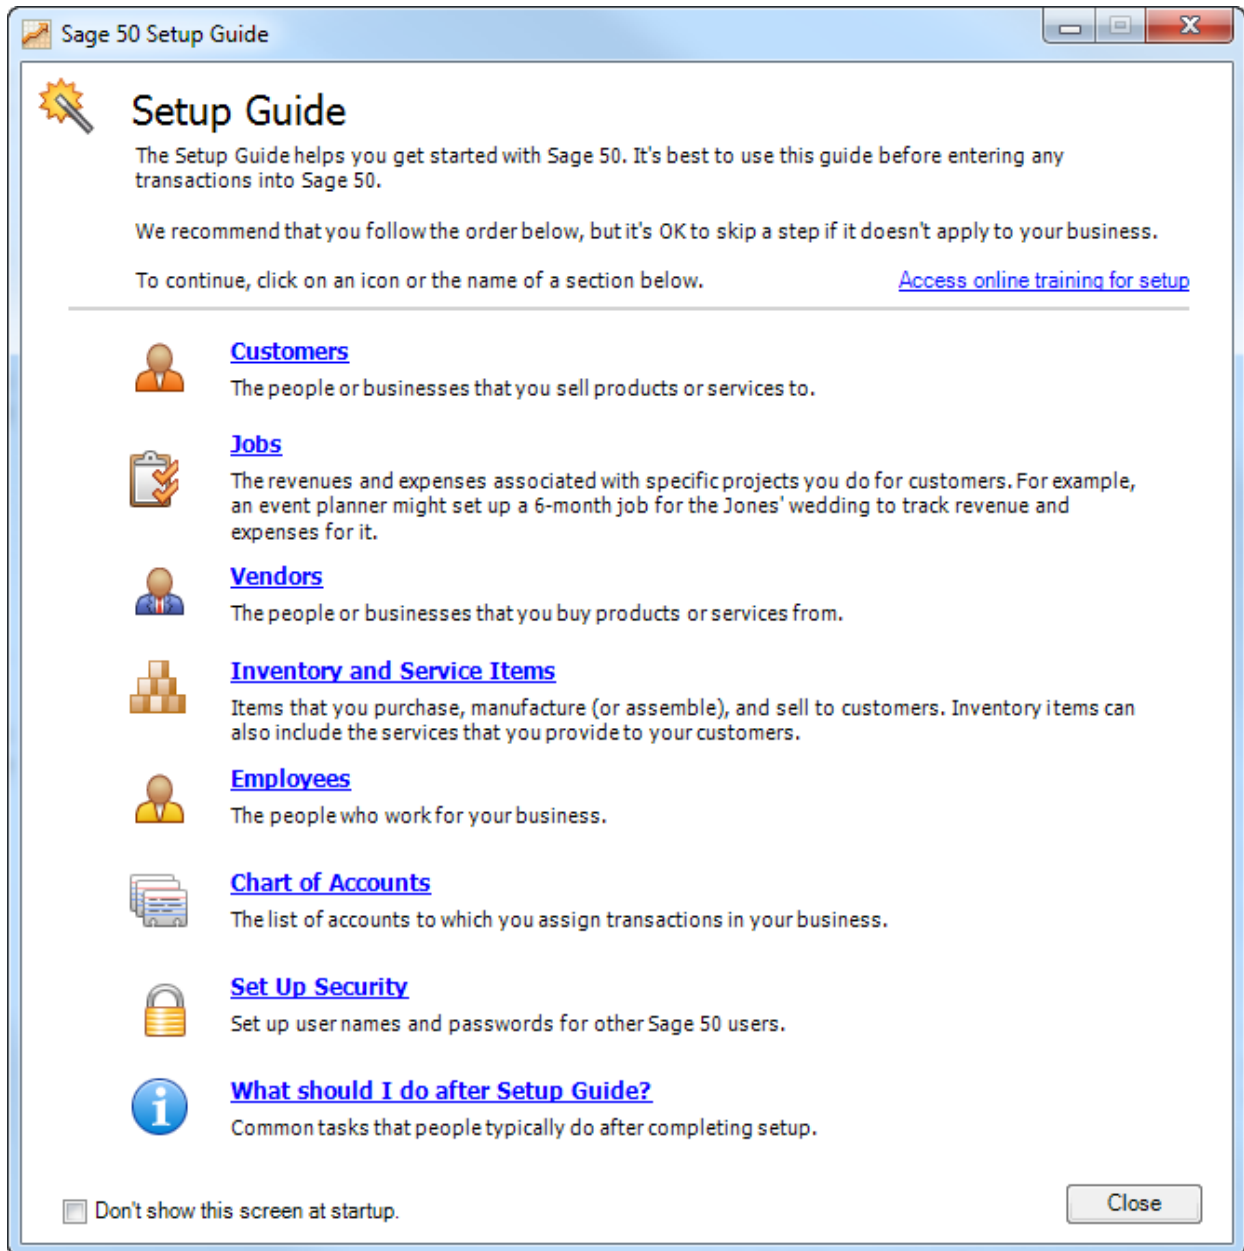 Sage 50 Setup Guide
Setup Guide
The Setup Guide helps you get started with Sage 50. It's best to use this guide before entering any
transactions into Sage 50.
We recommend that you follow the order below, but it's OK to skip a step if it doesn't apply to your business.
To continue, click on an icon or the name of a section below. Access online training for setup
Customers
The people or businesses that you sell products or services to.
Jobs
The revenues and expenses associated with specific projects you do for customers. For example,
an event planner might set up a 6-month job for the Jones' wedding to track revenue and
expenses for it.
Vendors
The people or businesses that you buy products or services from.
Inventory and Service Items
Items that you purchase, manufacture (or assemble), and sell to customers. Inventory items can
also include the services that you provide to your customers.
Employees
The people who work for your business.
Chart of Accounts
The list of accounts to which you assign transactions in your business.
Set Up Security
Set up user names and passwords for other Sage 50 users.
What should I do after Setup Guide?
Common tasks that people typically do after completing setup.
Don't show this screen at startup. Close